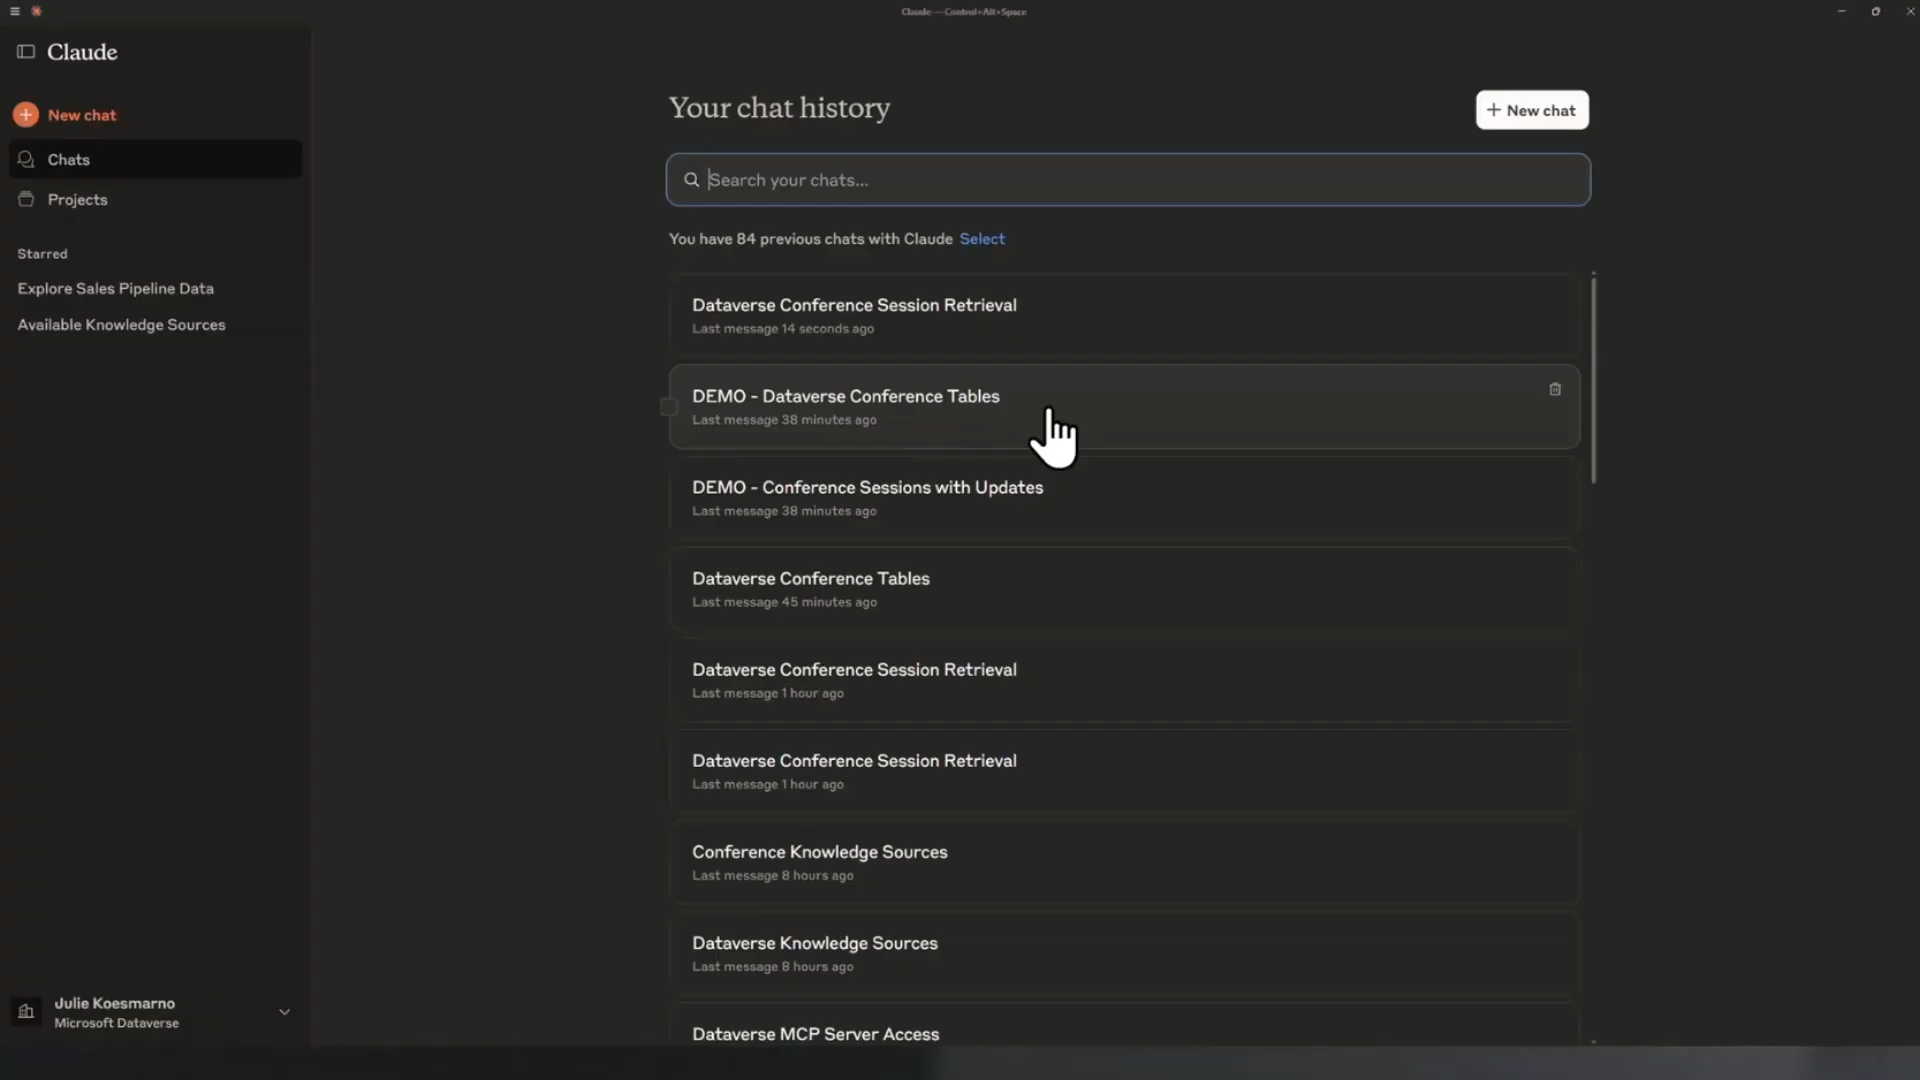 Claude — Control+Alt+Space
Claude
New chat
Chats
Projects
Starred
Explore Sales Pipeline Data
Available Knowledge Sources
Julie Koesmarno
Microsoft Dataverse
Your chat history
New chat
Search your chats...
You have 84 previous chats with Claude Select
Dataverse Conference Session Retrieval
Last message 14 seconds ago
DEMO - Dataverse Conference Tables
Last message 38 minutes ago
DEMO - Conference Sessions with Updates
Last message 38 minutes ago
Dataverse Conference Tables
Last message 45 minutes ago
Dataverse Conference Session Retrieval
Last message 1 hour ago
Dataverse Conference Session Retrieval
Last message 1 hour ago
Conference Knowledge Sources
Last message 8 hours ago
Dataverse Knowledge Sources
Last message 8 hours ago
Dataverse MCP Server Access